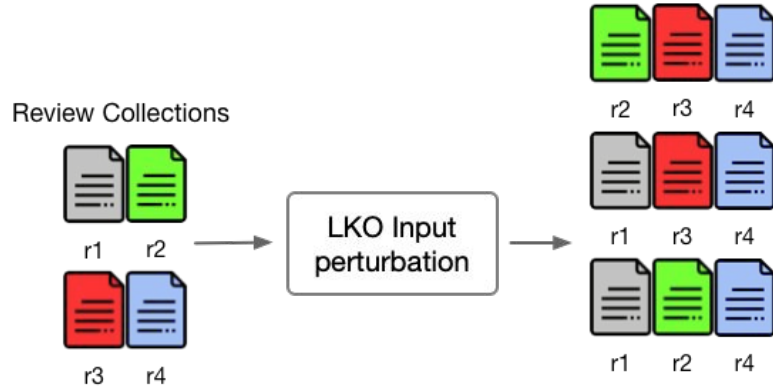 Review Collections
r1 r2
r3 r4
LKO Input
perturbation
r2 r3 r4
r1 r3 r4
r1 r2 r4